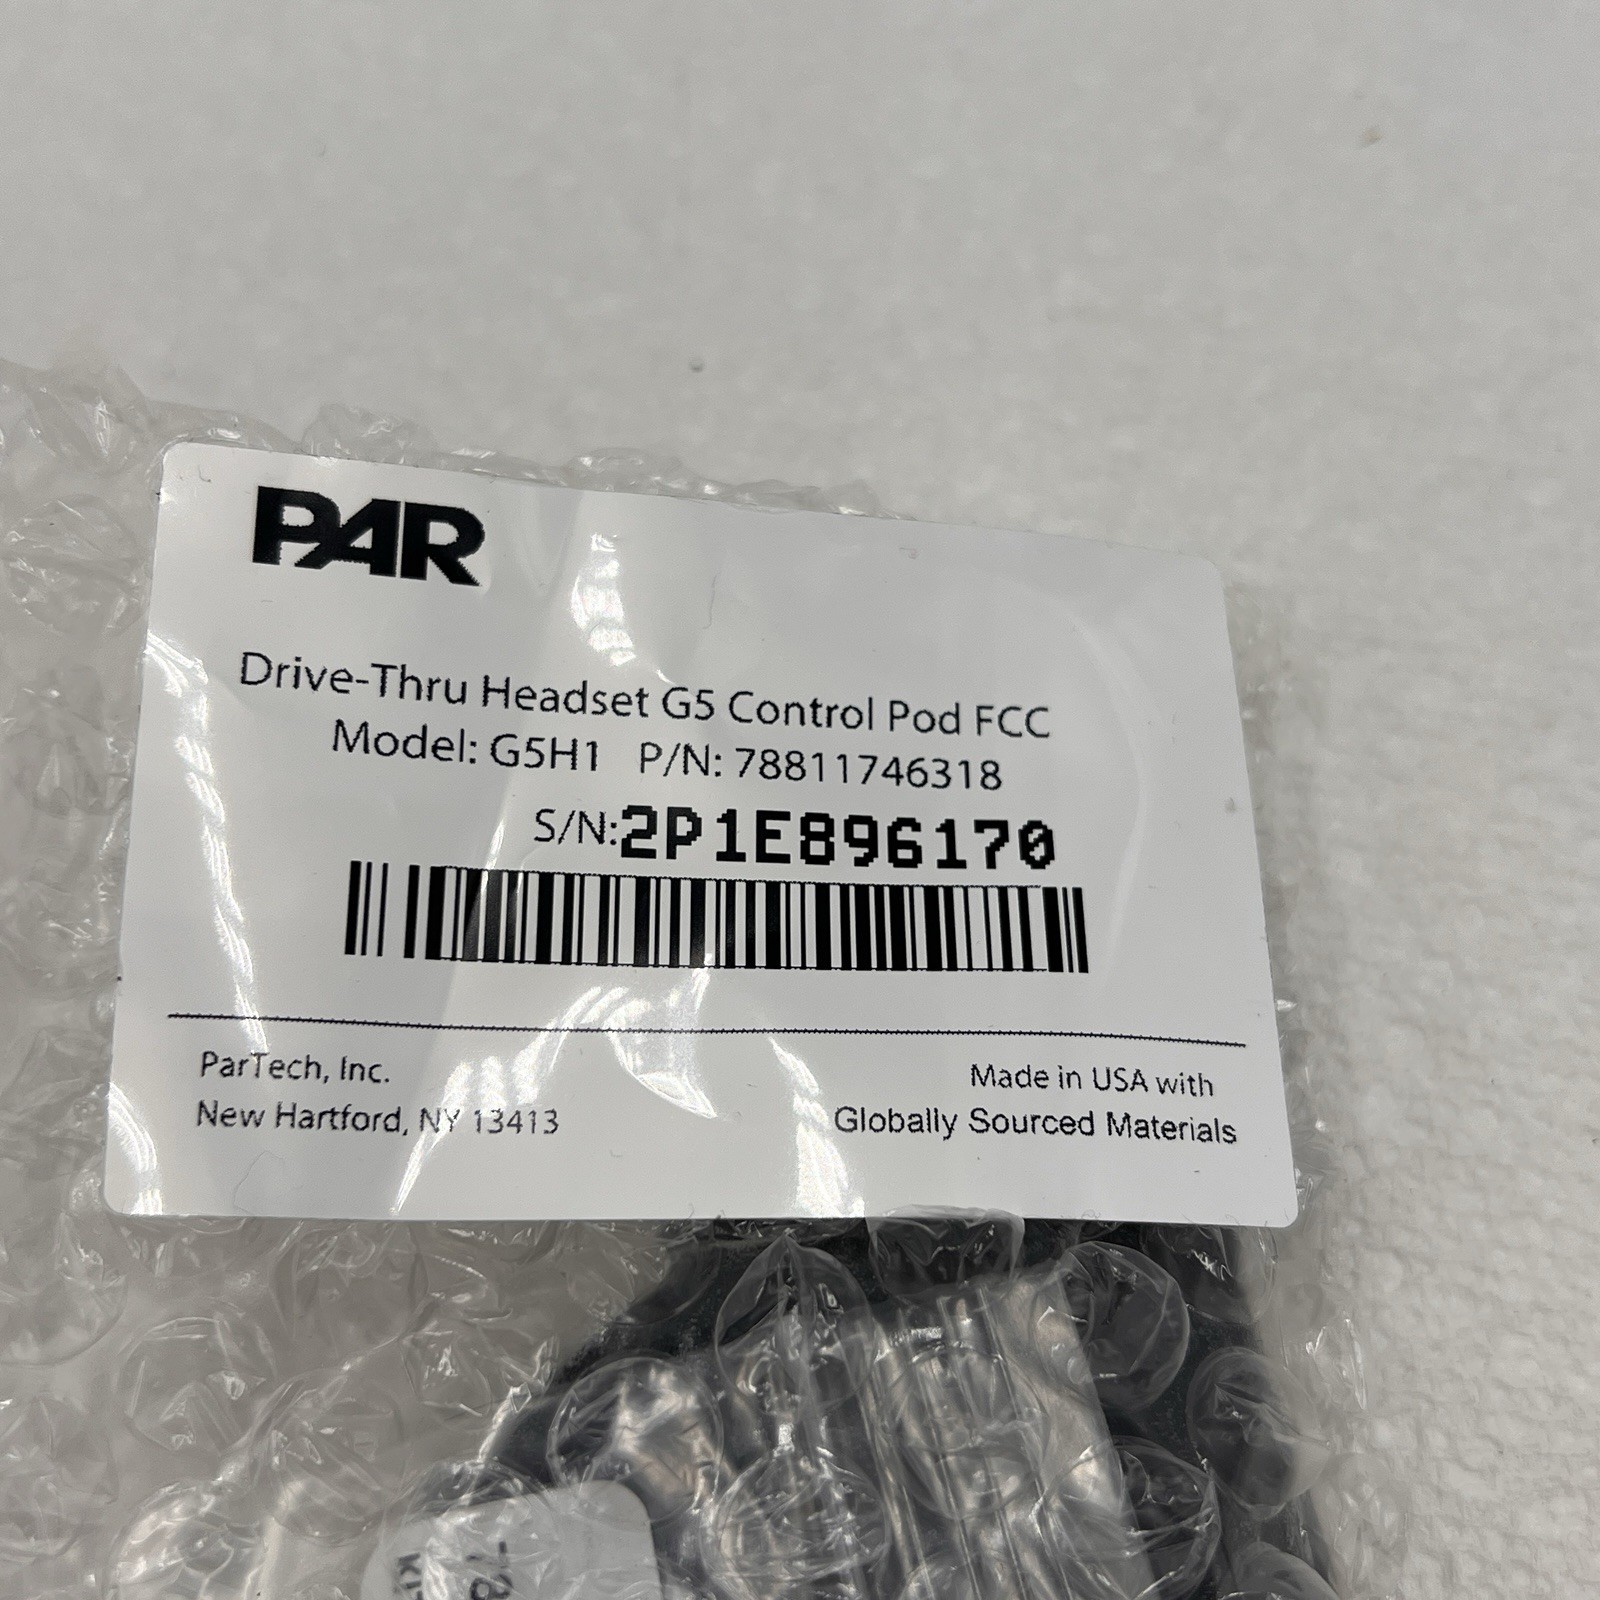 PAR
Drive-Thru Headset G5 Control Pod FCC
Model: G5H1 P/N: 78811746318
S/N:2P1E896170
ParTech, Inc.
New Hartford, NY 13413
Made in USA with
Globally Sourced Materials